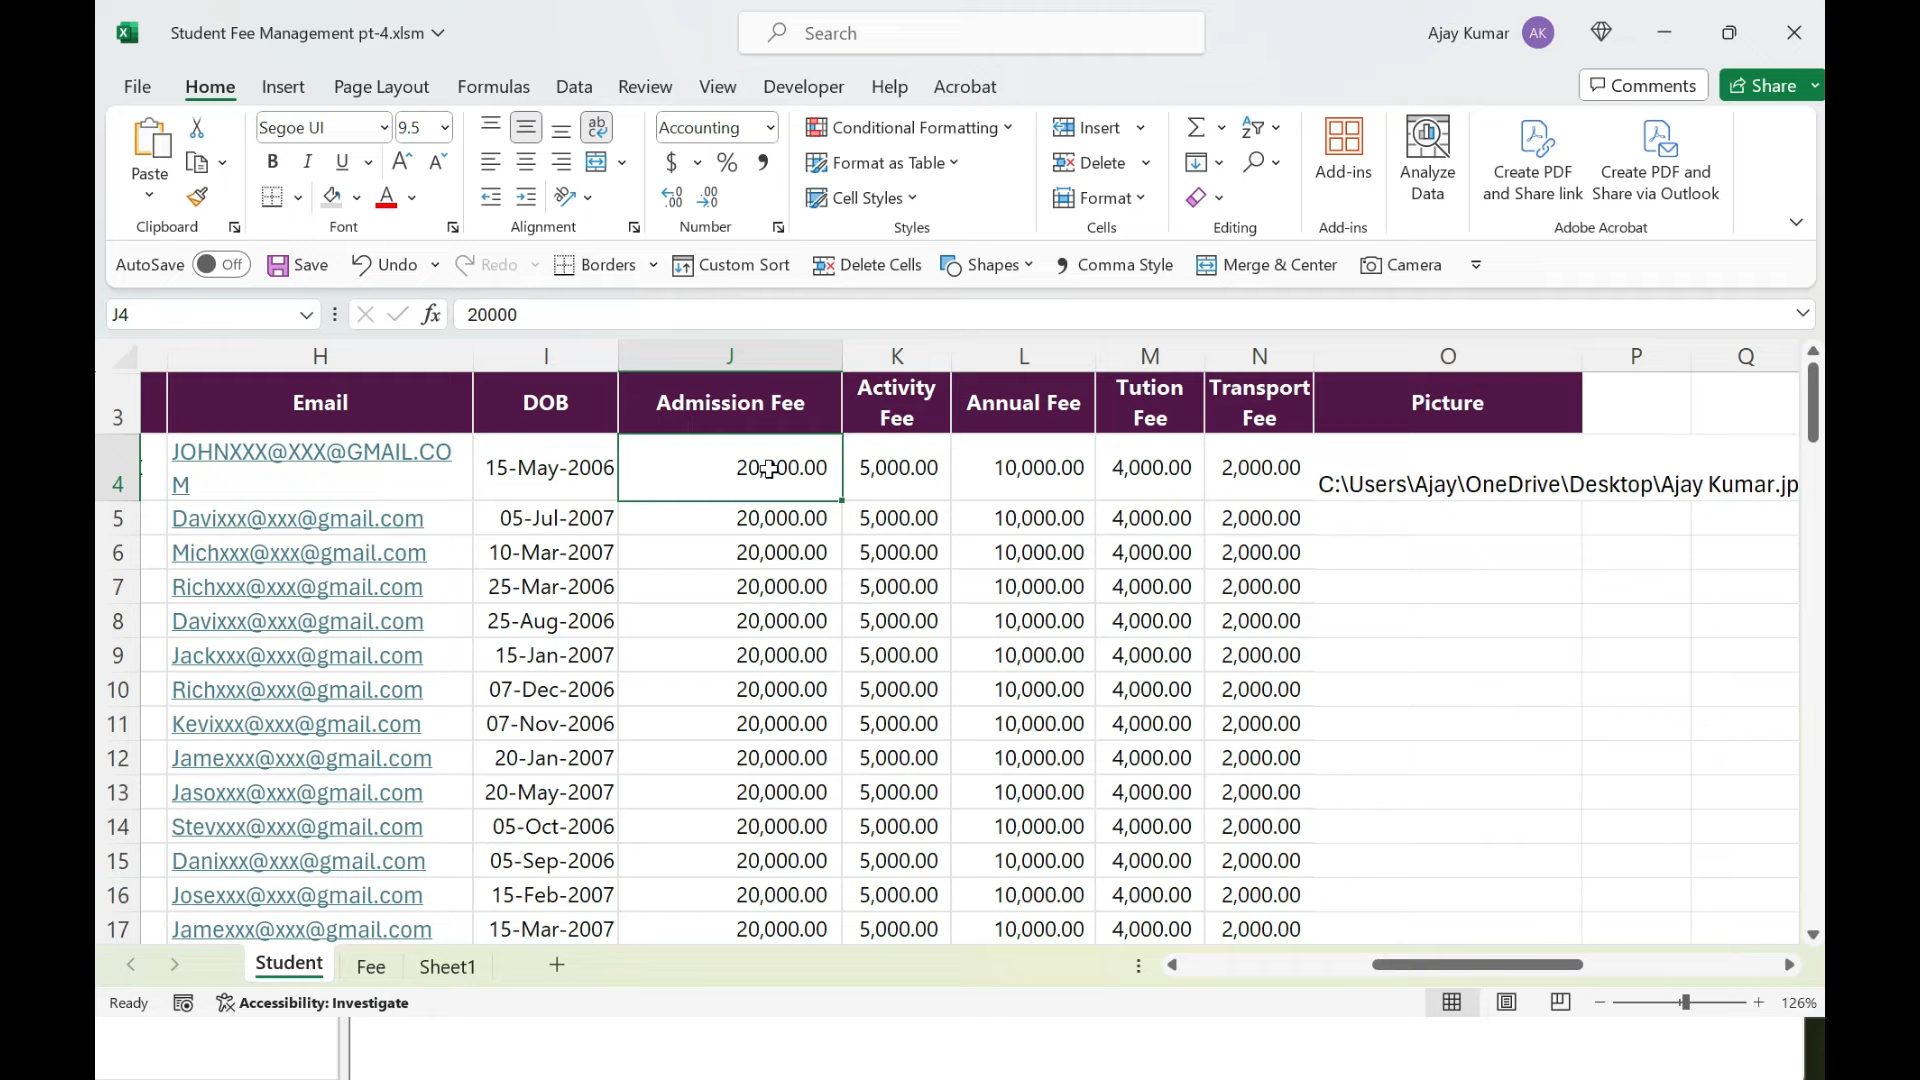 Student Fee Management pt-4.xlsm
Search
Ajay Kumar AK
File Home Insert Page Layout Formulas Data Review View Developer Help Acrobat
Comments Share
Paste
Segoe UI 9.5
B I U A A A
ab
Accounting
$ % 9
Conditional Formatting
Format as Table
Cell Styles
Insert
Delete
Format
Add-ins
Analyze
Data
Create PDF
and Share link
Create PDF and
Share via Outlook
Clipboard Font Alignment Number Styles Cells Editing Add-ins Adobe Acrobat
AutoSave Off Save Undo Redo Borders Custom Sort Delete Cells Shapes Comma Style Merge & Center Camera
J4 fx 20000
H I J K L M N O P Q
3 Email DOB Admission Fee Activity Fee Annual Fee Tution Fee Transport Fee Picture
4 JOHNXXX@XXX@GMAIL.CO
M 15-May-2006 5,000.00 10,000.00 4,000.00 2,000.00 C:\Users\Ajay\OneDrive\Desktop\Ajay Kumar.jp
5 Davixxx@xxx@gmail.com 05-Jul-2007 20,000.00 5,000.00 10,000.00 4,000.00 2,000.00
6 Michxxx@xxx@gmail.com 10-Mar-2007 20,000.00 5,000.00 10,000.00 4,000.00 2,000.00
7 Richxxx@xxx@gmail.com 25-Mar-2006 20,000.00 5,000.00 10,000.00 4,000.00 2,000.00
8 Davixxx@xxx@gmail.com 25-Aug-2006 20,000.00 5,000.00 10,000.00 4,000.00 2,000.00
9 Jackxxx@xxx@gmail.com 15-Jan-2007 20,000.00 5,000.00 10,000.00 4,000.00 2,000.00
10 Richxxx@xxx@gmail.com 07-Dec-2006 20,000.00 5,000.00 10,000.00 4,000.00 2,000.00
11 Kevixxx@xxx@gmail.com 07-Nov-2006 20,000.00 5,000.00 10,000.00 4,000.00 2,000.00
12 Jamexxx@xxx@gmail.com 20-Jan-2007 20,000.00 5,000.00 10,000.00 4,000.00 2,000.00
13 Jasoxxx@xxx@gmail.com 20-May-2007 20,000.00 5,000.00 10,000.00 4,000.00 2,000.00
14 Stevxxx@xxx@gmail.com 05-Oct-2006 20,000.00 5,000.00 10,000.00 4,000.00 2,000.00
15 Danixxx@xxx@gmail.com 05-Sep-2006 20,000.00 5,000.00 10,000.00 4,000.00 2,000.00
16 Josexxx@xxx@gmail.com 15-Feb-2007 20,000.00 5,000.00 10,000.00 4,000.00 2,000.00
17 Jamexxx@xxx@gmail.com 15-Mar-2007 20,000.00 5,000.00 10,000.00 4,000.00 2,000.00
Student Fee Sheet1
Ready Accessibility: Investigate 126%